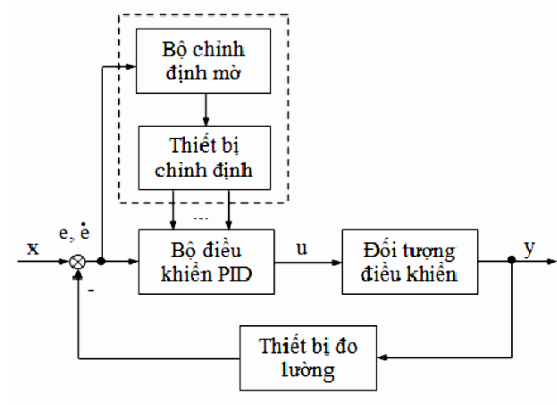 Bộ chỉnh
định mờ
Thiết bị
chỉnh định
...
e, ė
x
-
Bộ điều
khiển PID
u
Đối tượng
điều khiển
y
Thiết bị đo
lường